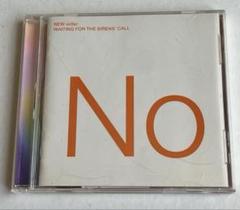 NEW order
WAITING FOR THE SIRENS' CALL
No